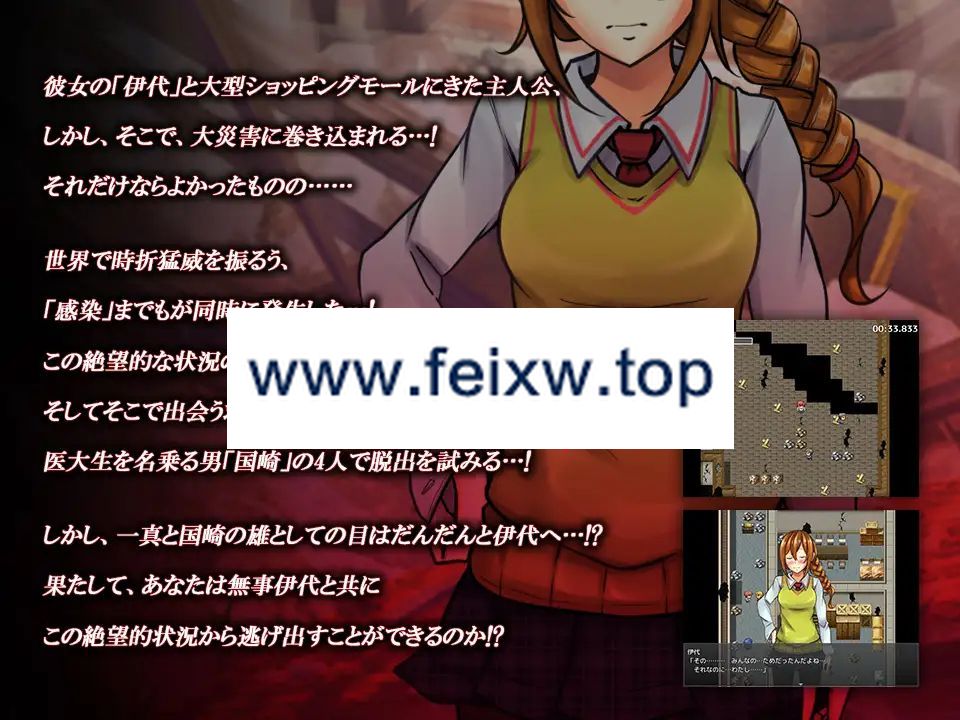 彼女の「伊代」と大型ショッピングモールにきた主人公、
しかし、そこで、大災害に巻き込まれる…!
それだけならよかったものの……
世界で時折猛威を振るう、
「感染」までもが同時に発生した…!
この絶望的な状況の
そしてそこで出会う
医大生を名乗る男「国崎」の4人で脱出を試みる…!
しかし、一真と国崎の雄としての目はだんだんと伊代へ…!?
果たして、あなたは無事伊代と共に
この絶望的状況から逃げ出すことができるのか!?
www.feixw.top
00:33.833
伊代
「その……… みんなの…ためだったんだよね…
それなのに…わたし……」